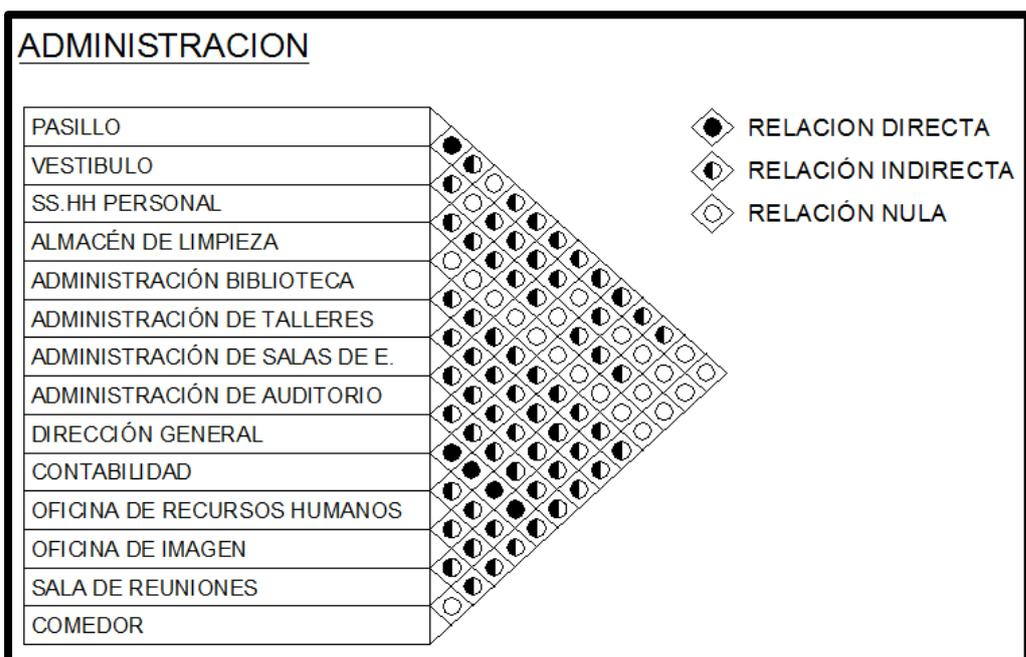 ADMINISTRACION
PASILLO
VESTIBULO
SS.HH PERSONAL
ALMACÉN DE LIMPIEZA
ADMINISTRACIÓN BIBLIOTECA
ADMINISTRACIÓN DE TALLERES
ADMINISTRACIÓN DE SALAS DE E.
ADMINISTRACIÓN DE AUDITORIO
DIRECCIÓN GENERAL
CONTABILIDAD
OFICINA DE RECURSOS HUMANOS
OFICINA DE IMAGEN
SALA DE REUNIONES
COMEDOR
RELACION DIRECTA
RELACIÓN INDIRECTA
RELACIÓN NULA